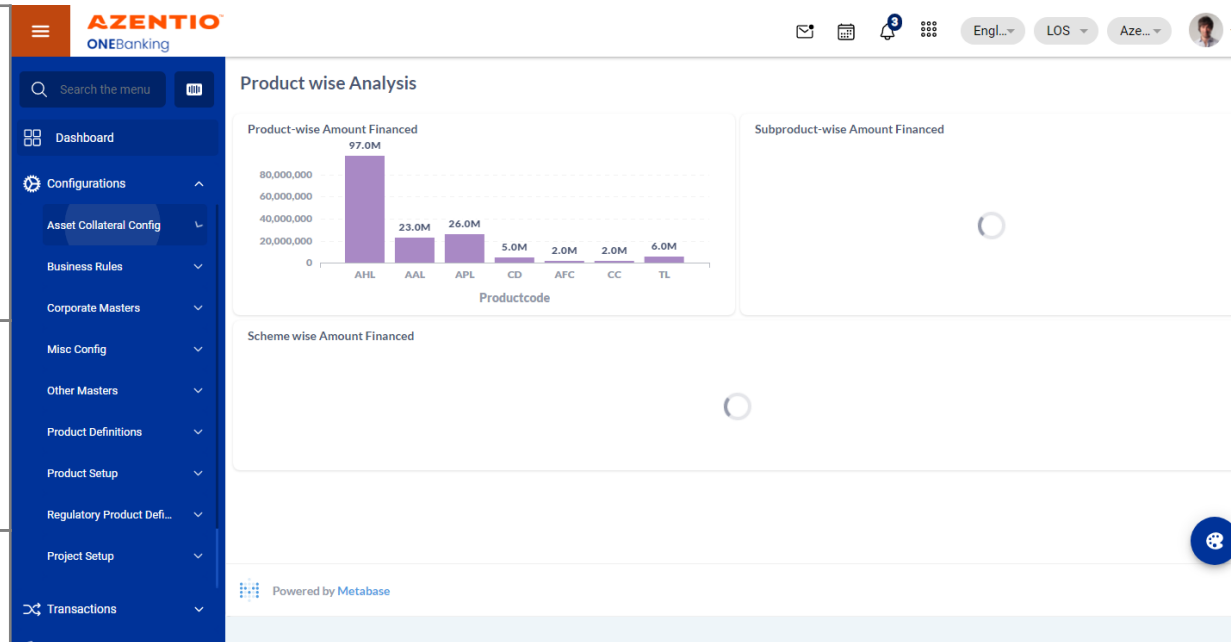 AZENTIO
ONEBanking
3
Engl...
LOS
Aze...
Search the menu
Dashboard
Configurations
Asset Collateral Config
Business Rules
Corporate Masters
Misc Config
Other Masters
Product Definitions
Product Setup
Regulatory Product Defi...
Project Setup
Transactions
Product wise Analysis
Product-wise Amount Financed
97.0M
80,000,000
60,000,000
40,000,000
20,000,000
0
23.0M
26.0M
5.0M
2.0M
2.0M
6.0M
AHL AAL APL CD AFC CC TL
Productcode
Subproduct-wise Amount Financed
Scheme wise Amount Financed
Powered by Metabase